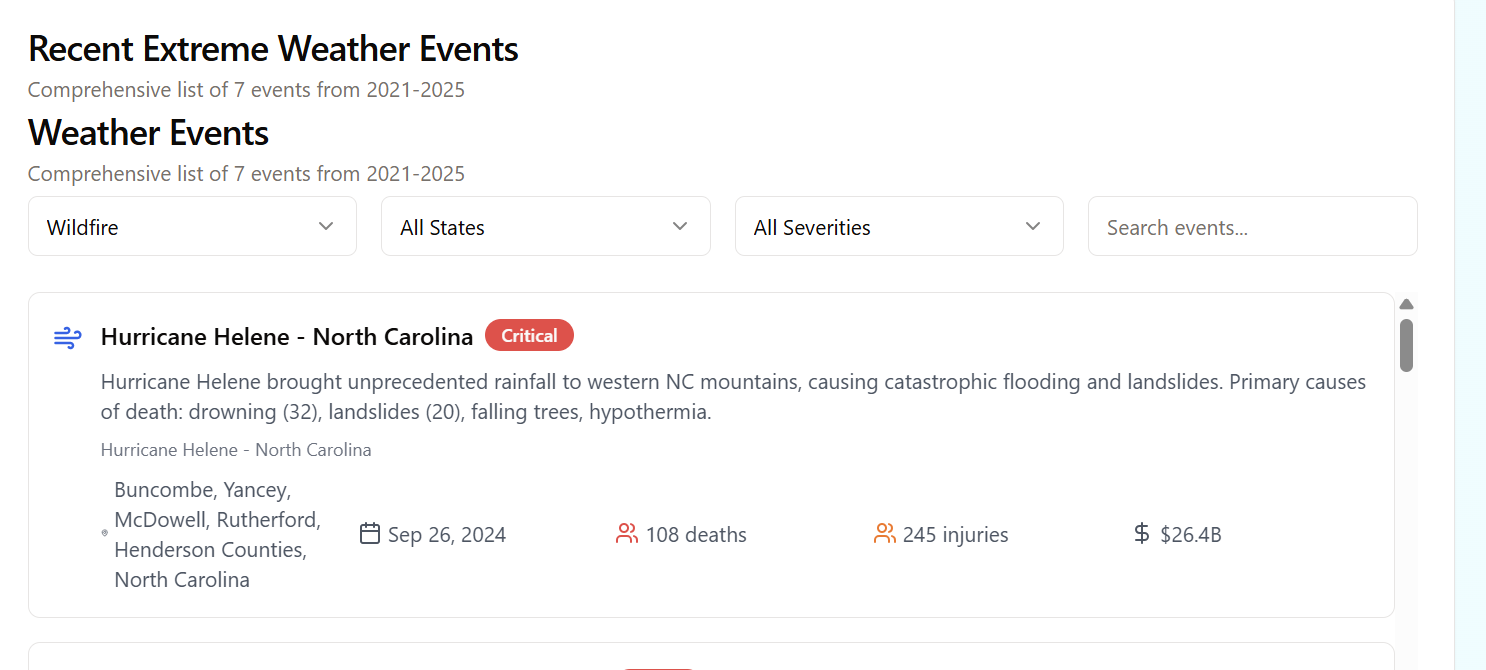 Recent Extreme Weather Events
Comprehensive list of 7 events from 2021-2025
Weather Events
Comprehensive list of 7 events from 2021-2025
Wildfire
All States
All Severities
Search events...
Hurricane Helene - North Carolina
Critical
Hurricane Helene brought unprecedented rainfall to western NC mountains, causing catastrophic flooding and landslides. Primary causes
of death: drowning (32), landslides (20), falling trees, hypothermia.
Hurricane Helene - North Carolina
Buncombe, Yancey,
McDowell, Rutherford,
Henderson Counties,
North Carolina
Sep 26, 2024
108 deaths
245 injuries
$ $26.4B